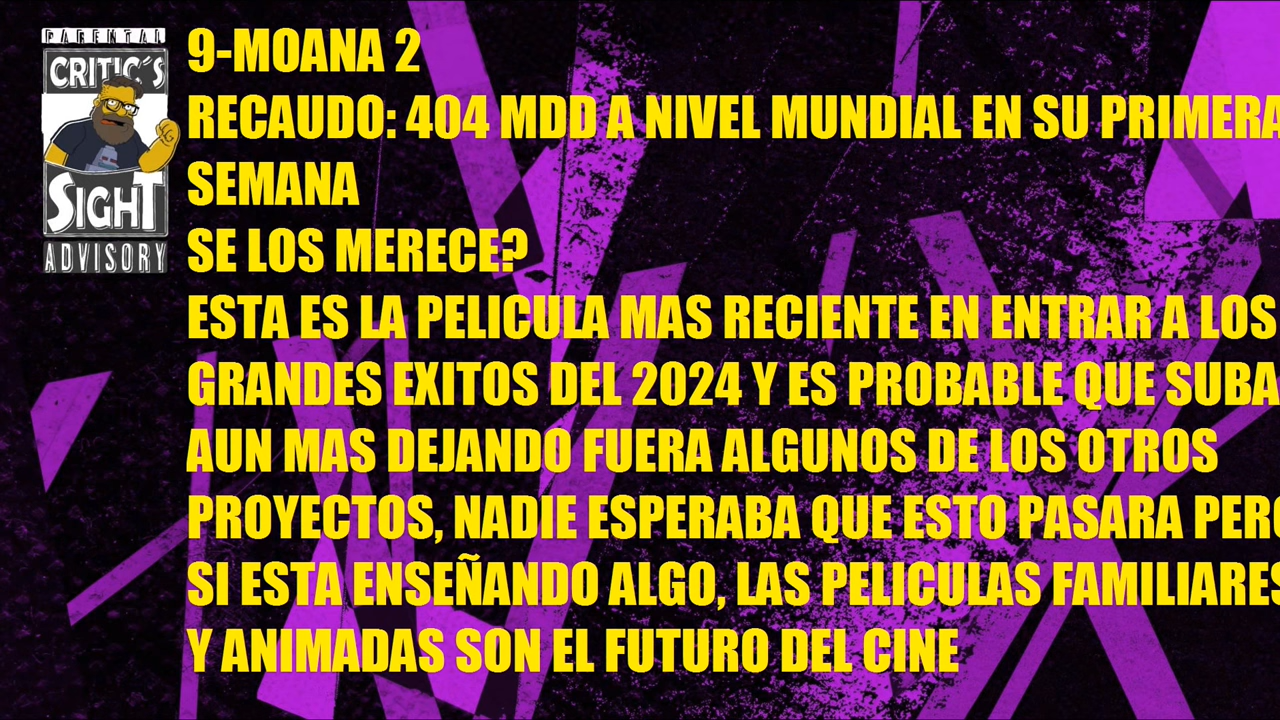 PARENTAL
CRITIC´S
SIGHT
ADVISORY
9-MOANA 2
RECAUDO: 404 MDD A NIVEL MUNDIAL EN SU PRIMERA
SEMANA
SE LOS MERECE?
ESTA ES LA PELICULA MAS RECIENTE EN ENTRAR A LOS
GRANDES EXITOS DEL 2024 Y ES PROBABLE QUE SUBA
AUN MAS DEJANDO FUERA ALGUNOS DE LOS OTROS
PROYECTOS, NADIE ESPERABA QUE ESTO PASARA PERO
SI ESTA ENSEÑANDO ALGO, LAS PELICULAS FAMILIARES
Y ANIMADAS SON EL FUTURO DEL CINE